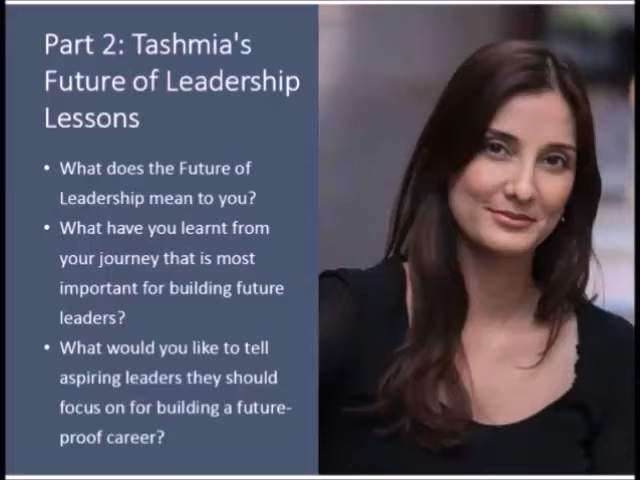 Part 2: Tashmia's
Future of Leadership
Lessons
• What does the Future of
Leadership mean to you?
• What have you learnt from
your journey that is most
important for building future
leaders?
• What would you like to tell
aspiring leaders they should
focus on for building a future-
proof career?